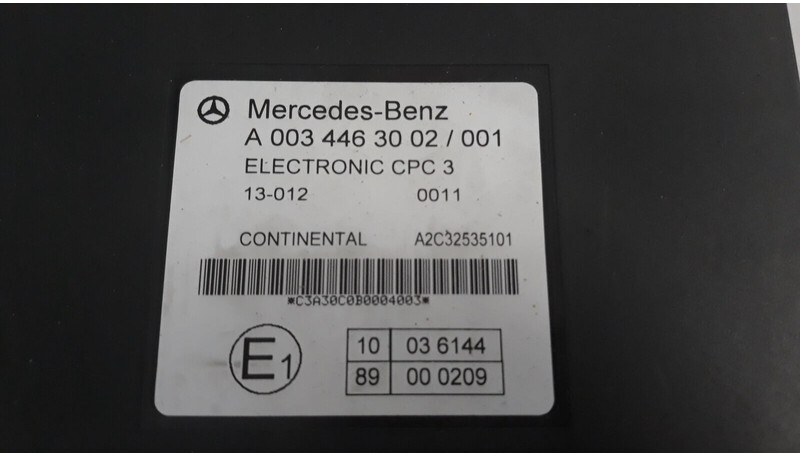 Mercedes-Benz
A 003 446 30 02 / 001
ELECTRONIC CPC 3
13-012 0011
CONTINENTAL A2C32535101
*C3A30C0B0004003*
E1
10 03 6144
89 00 0209